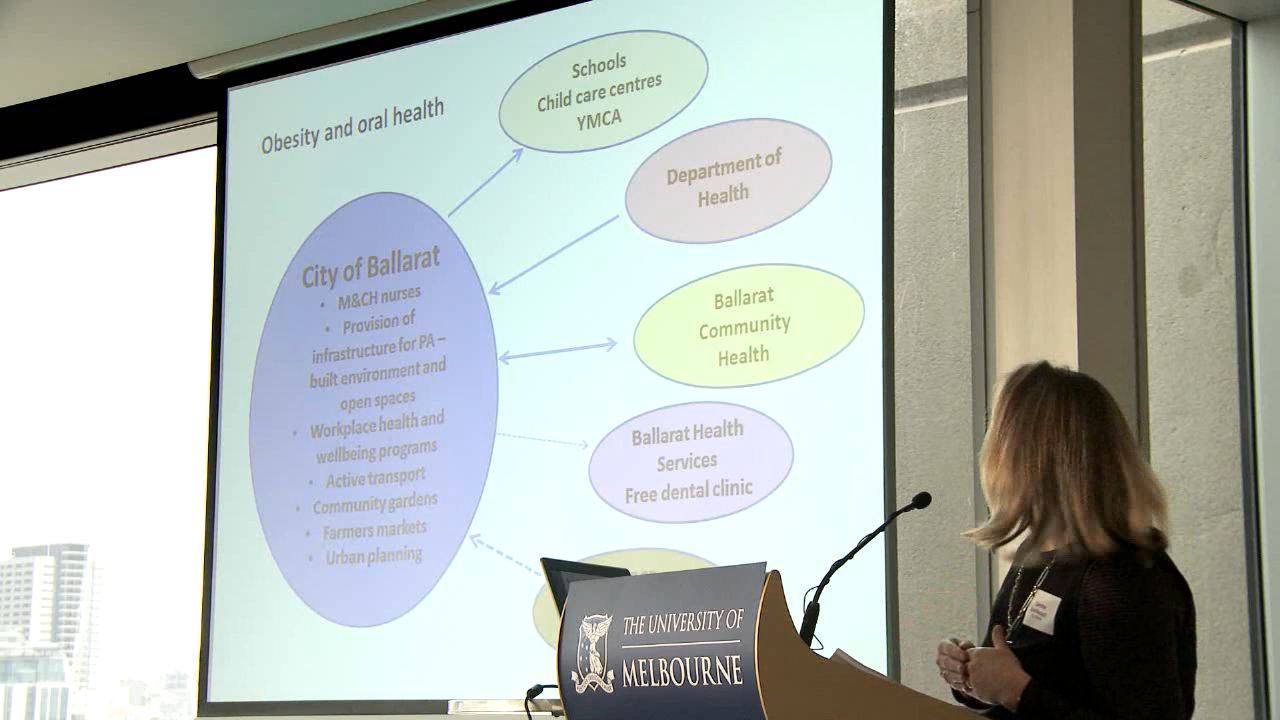 Obesity and oral health
Schools
Child care centres
YMCA
Department of
Health
City of Ballarat
• M&CH nurses
• Provision of
infrastructure for PA –
built environment and
open spaces
• Workplace health and
wellbeing programs
• Active transport
• Community gardens
• Farmers markets
• Urban planning
Ballarat
Community
Health
Ballarat Health
Services
Free dental clinic
THE UNIVERSITY OF
MELBOURNE